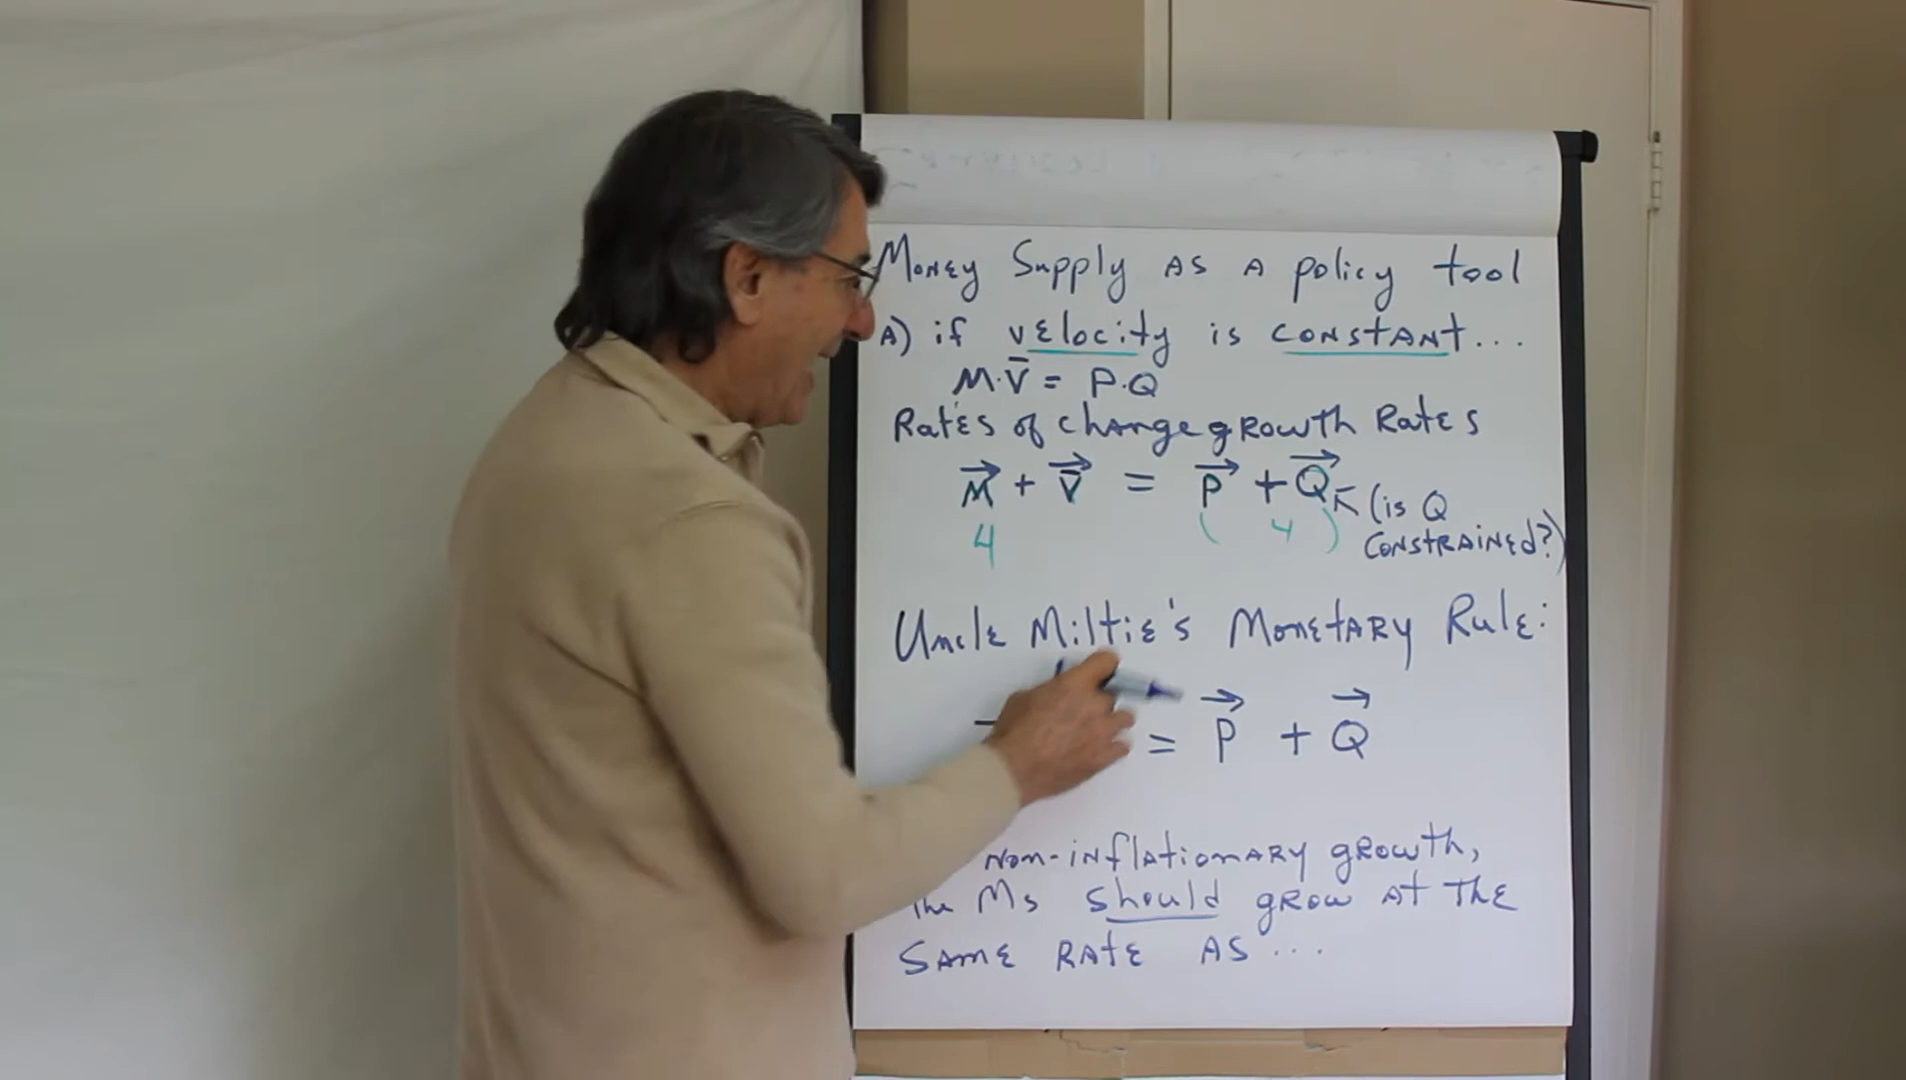 Money Supply as a policy tool
A) if velocity is constant...
M·V̄ = P·Q
Rates of change growth Rates
M⃗ + V̄⃗ = P⃗ + Q⃗ ↖ (is Q
4 ( 4 ) constrained?)
Uncle Miltie's Monetary Rule:
= P⃗ + Q⃗
non-inflationary growth,
the Ms should grow at the
same rate as ...